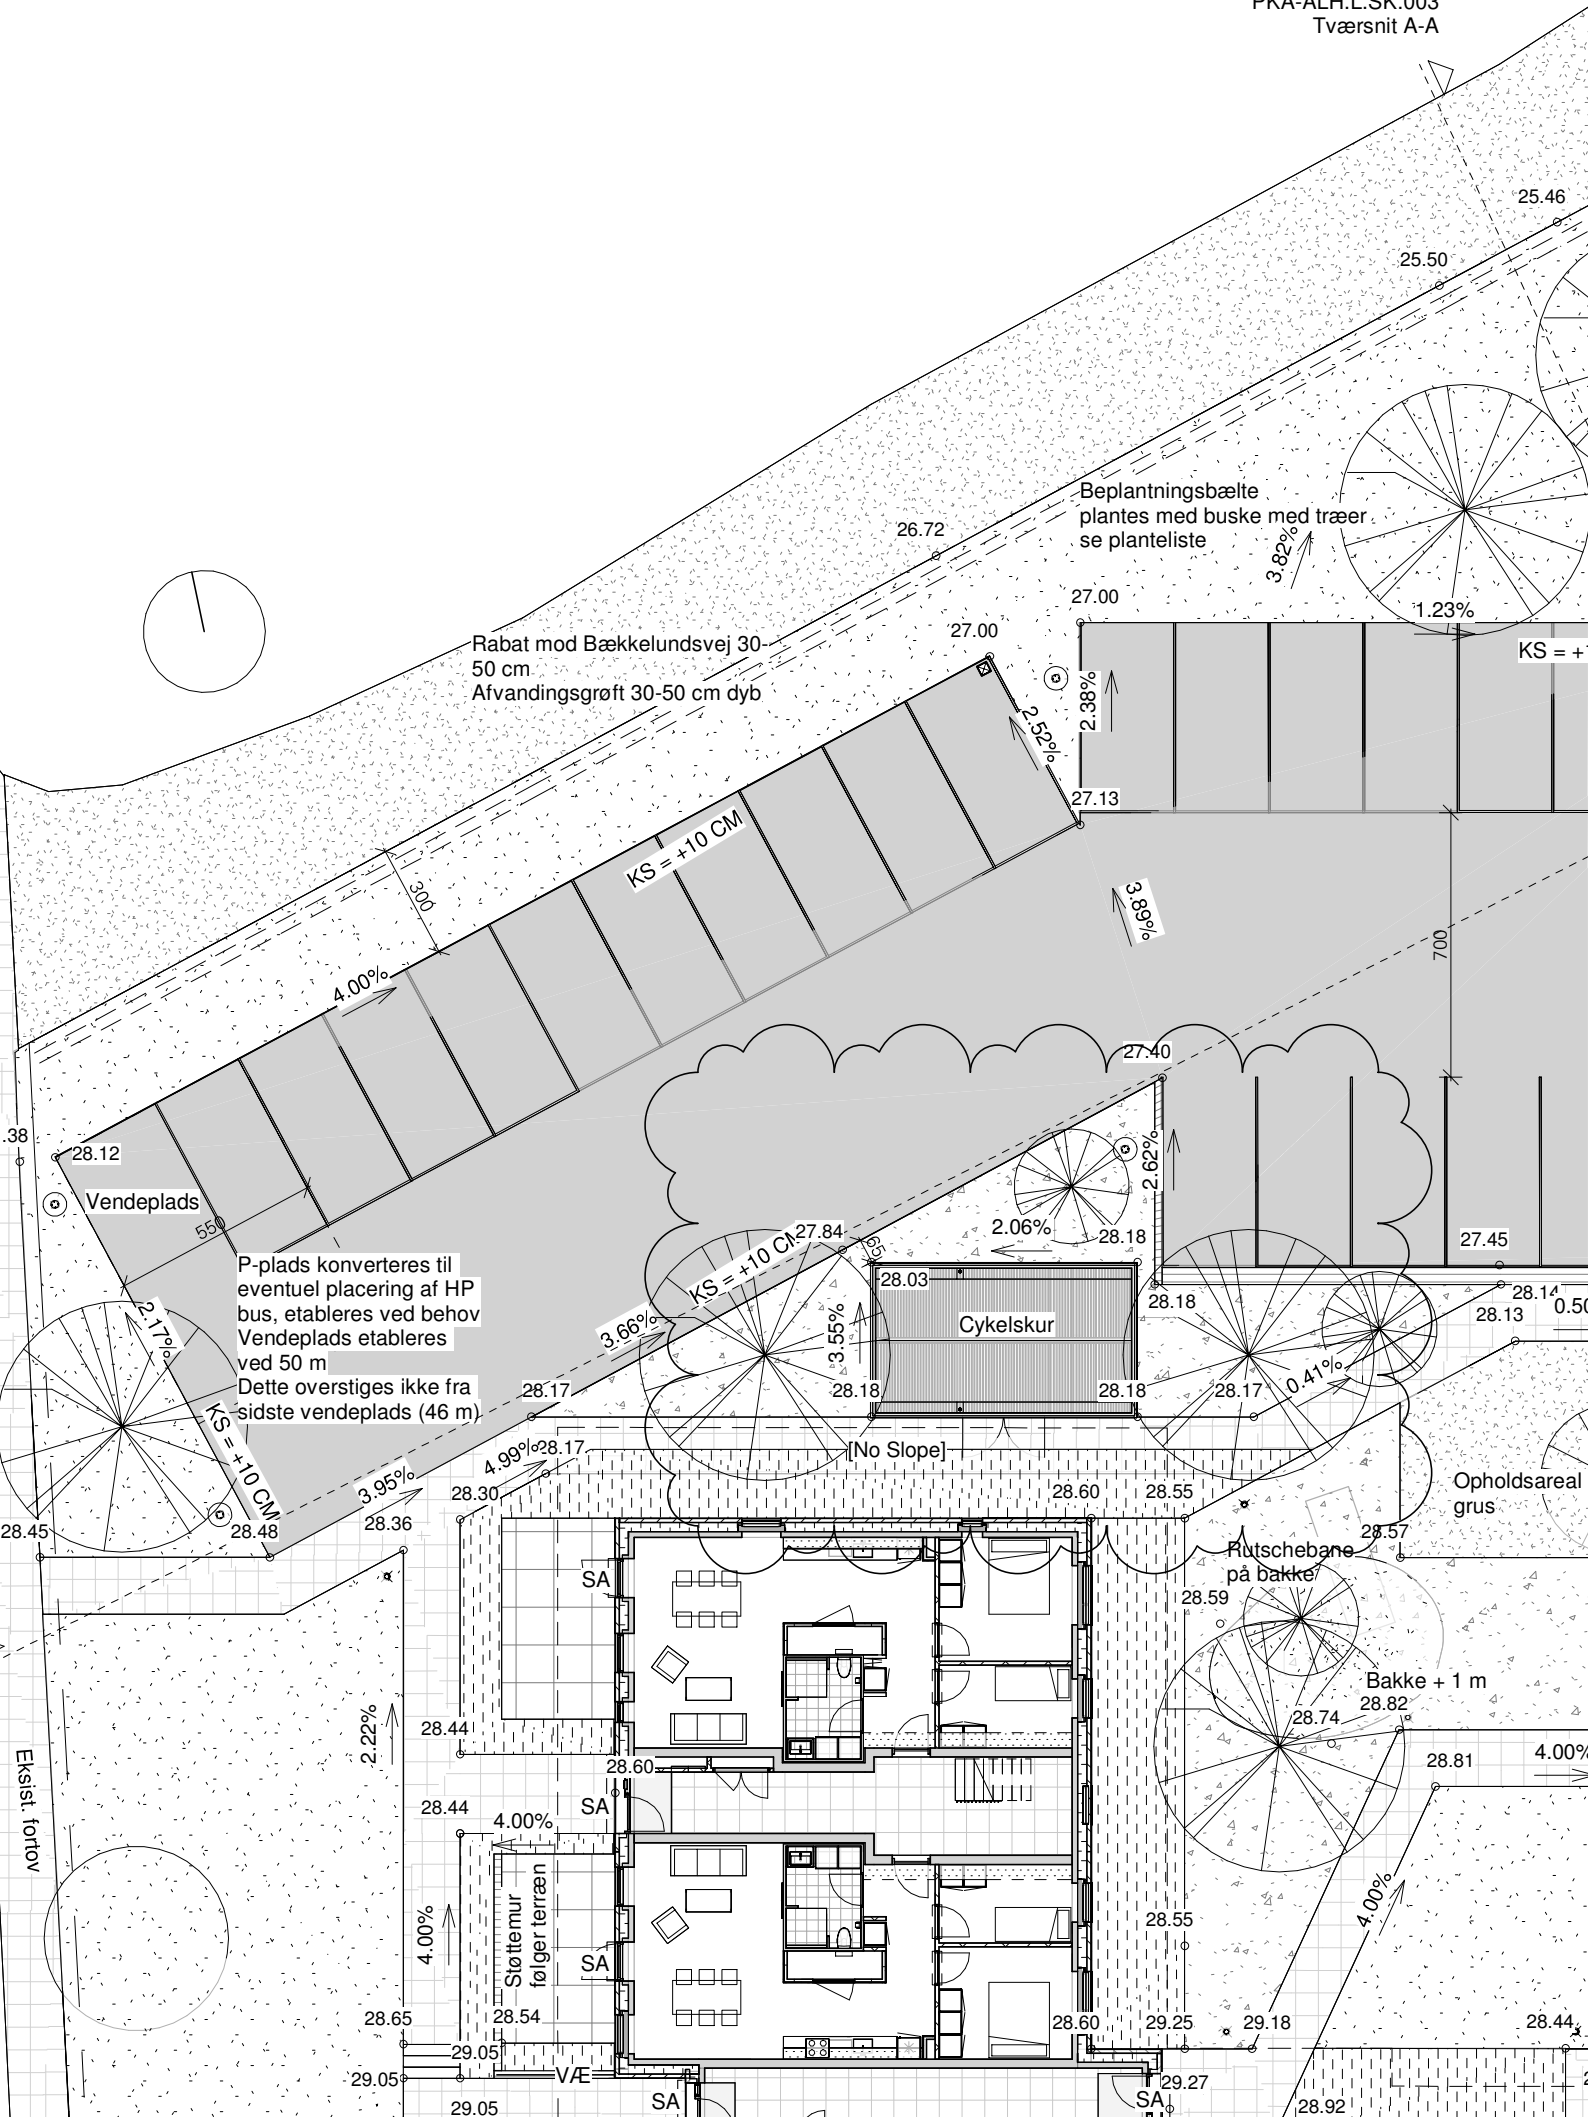 PKA-ALH.L.SK.003
Tværsnit A-A
25.46
25.50
Beplantningsbælte
plantes med buske med træer
se planteliste
26.72
3.82%
27.00
1.23%
27.00
Rabat mod Bækkelundsvej 30-
50 cm
Afvandingsgrøft 30-50 cm dyb
KS = +1
2.38%
2.52%
27.13
KS = +10 CM
300
3.89%
700
4.00%
27.40
.38
28.12
2.62%
Vendeplads
550
2.06%
28.18
27.84
65
27.45
P-plads konverteres til
eventuel placering af HP
bus, etableres ved behov
Vendeplads etableres
ved 50 m
Dette overstiges ikke fra
sidste vendeplads (46 m)
KS = +10 CM
28.03
28.18
28.14
28.13
0.50
2.17%
3.66%
3.55%
Cykelskur
0.41%
28.17
28.18
28.18
28.17
KS = +10 CM
4.99%
28.17
[No Slope]
3.95%
28.30
28.60
28.55
Opholdsareal
grus
28.45
28.48
28.36
28.57
Rutschebane
på bakke
SA
28.59
Bakke + 1 m
28.82
28.74
2.22%
28.44
28.60
28.81
4.00%
Eksist. fortov
28.44
SA
4.00%
4.00%
Støttemur
følger terræn
4.00%
28.55
SA
28.65
28.54
28.60
29.25
29.18
28.44
29.05
29.05
VÆ
29.27
29.05
SA
SA
28.92